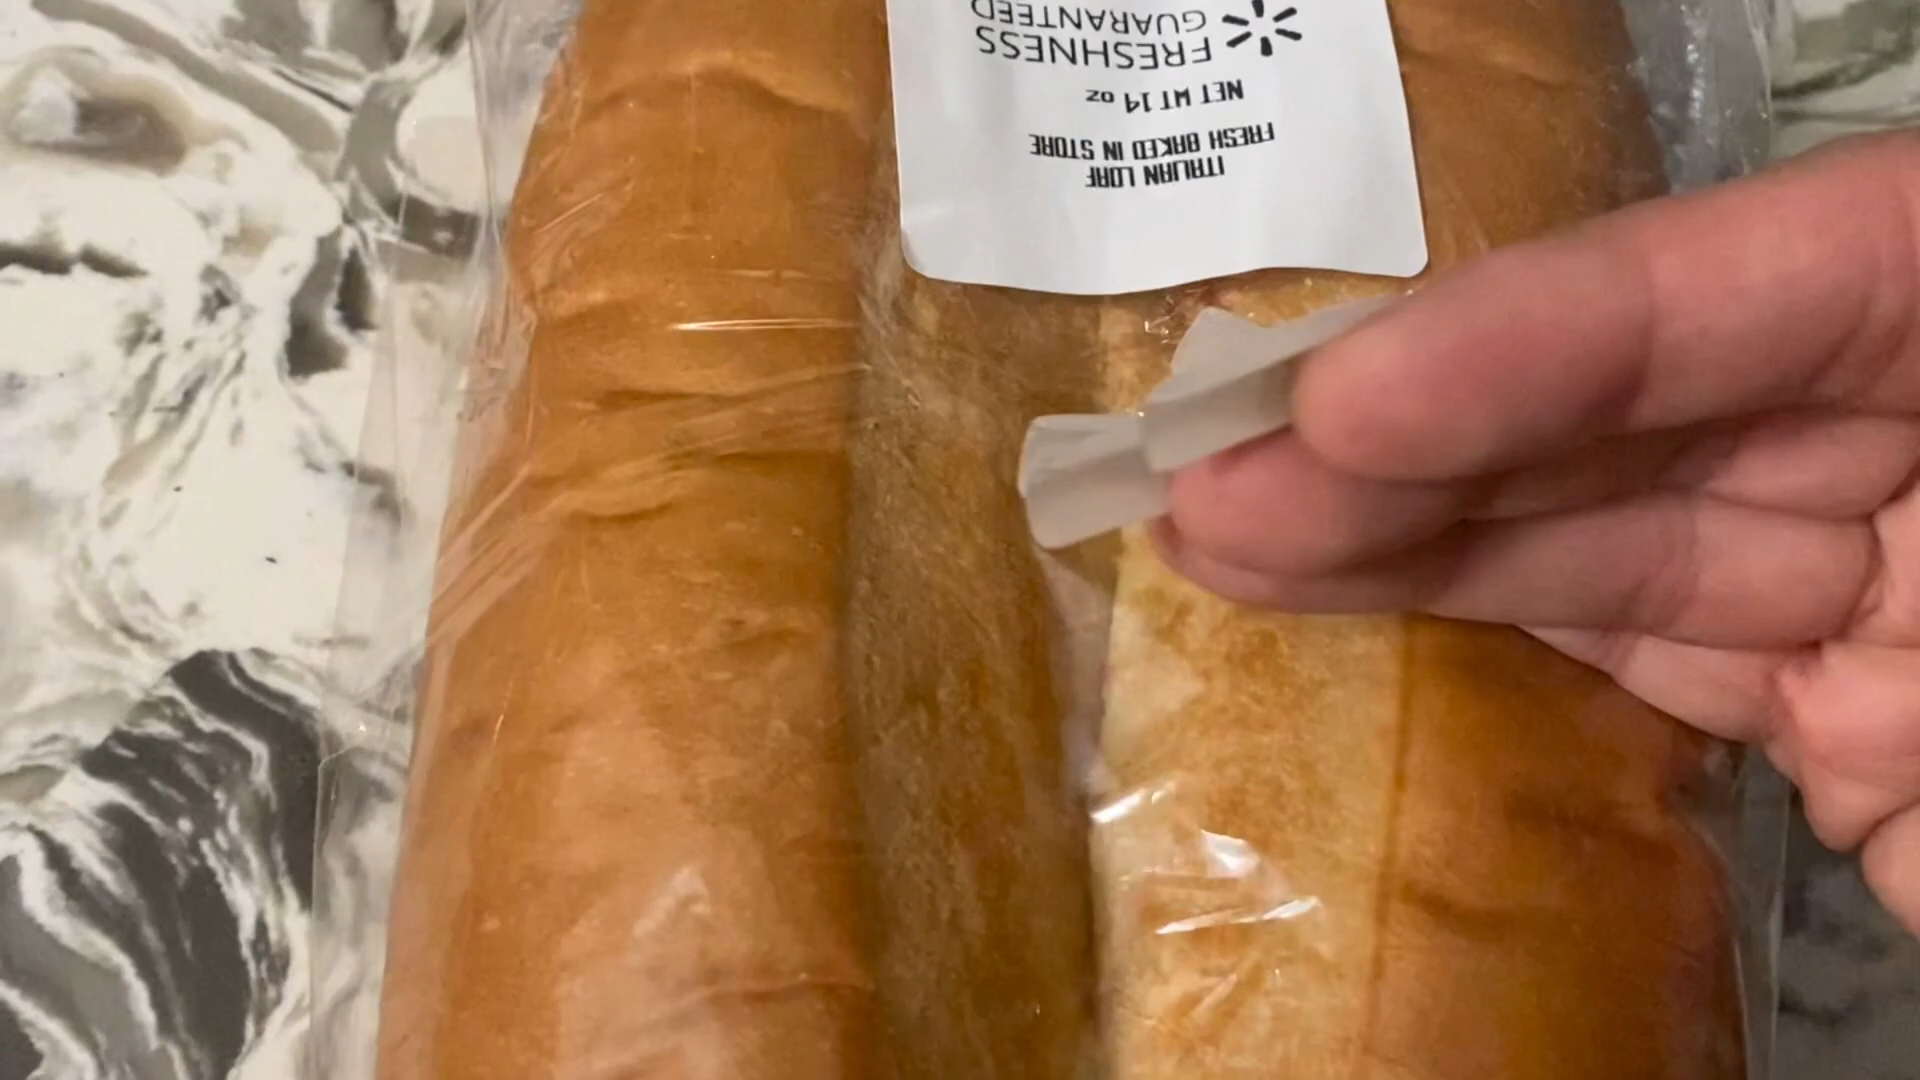 ITALIAN LOAF
FRESH BAKED IN STORE
NET WT 14 oz
FRESHNESS
GUARANTEED